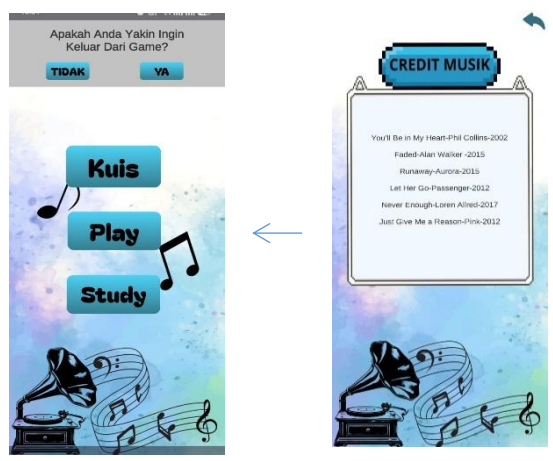 Apakah Anda Yakin Ingin
Keluar Dari Game?
TIDAK
YA
Kuis
Play
Study
CREDIT MUSIK
You'll Be in My Heart-Phil Collins-2002
Faded-Alan Walker -2015
Runaway-Aurora-2015
Let Her Go-Passenger-2012
Never Enough-Loren Allred-2017
Just Give Me a Reason-Pink-2012